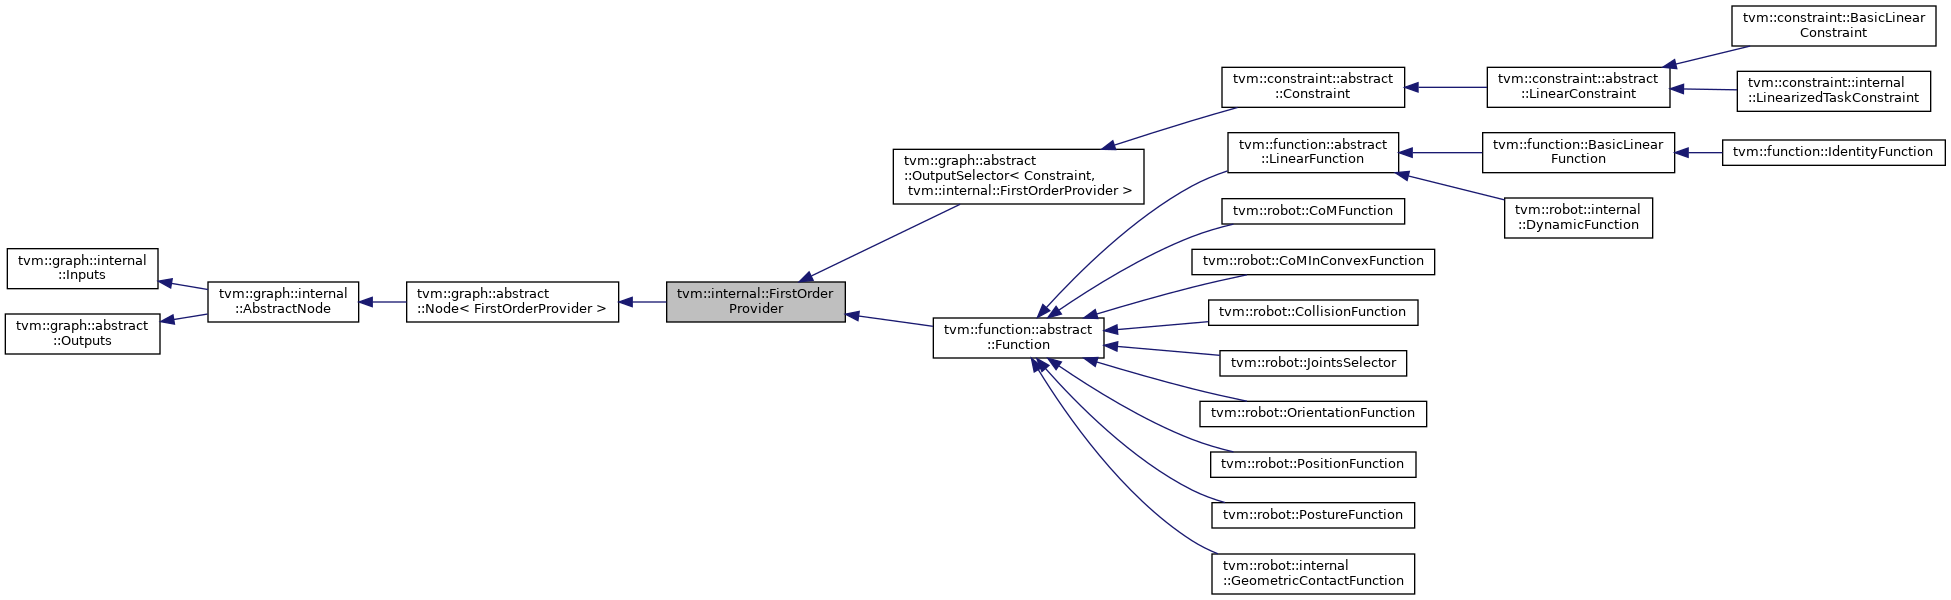 tvm::graph::internal
::Inputs
tvm::graph::abstract
::Outputs
tvm::graph::internal
::AbstractNode
tvm::graph::abstract
::Node< FirstOrderProvider >
tvm::internal::FirstOrder
Provider
tvm::graph::abstract
::OutputSelector< Constraint,
tvm::internal::FirstOrderProvider >
tvm::function::abstract
::Function
tvm::constraint::abstract
::Constraint
tvm::function::abstract
::LinearFunction
tvm::robot::CoMFunction
tvm::robot::CoMInConvexFunction
tvm::robot::CollisionFunction
tvm::robot::JointsSelector
tvm::robot::OrientationFunction
tvm::robot::PositionFunction
tvm::robot::PostureFunction
tvm::robot::internal
::GeometricContactFunction
tvm::constraint::abstract
::LinearConstraint
tvm::function::BasicLinear
Function
tvm::robot::internal
::DynamicFunction
tvm::constraint::BasicLinear
Constraint
tvm::constraint::internal
::LinearizedTaskConstraint
tvm::function::IdentityFunction